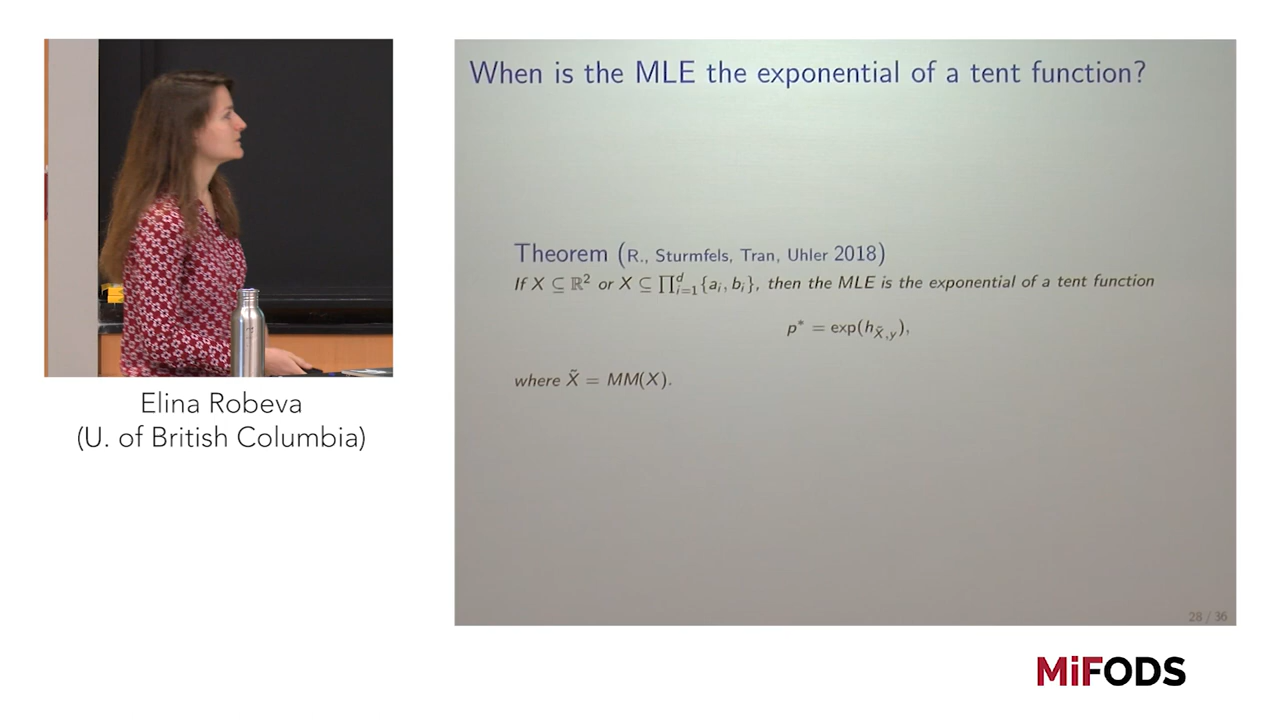 When is the MLE the exponential of a tent function?
Theorem (R., Sturmfels, Tran, Uhler 2018)
If X ⊆ ℝ² or X ⊆ ∏ᵈᵢ₌₁{aᵢ, bᵢ}, then the MLE is the exponential of a tent function
p* = exp(h_{X̃,y}),
where X̃ = MM(X).
28 / 36
Elina Robeva
(U. of British Columbia)
MiFODS